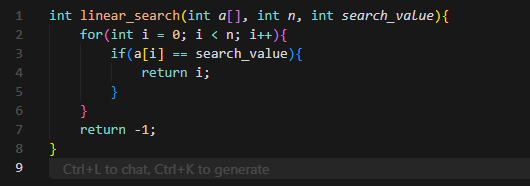 1 int linear_search(int a[], int n, int search_value){
2     for(int i = 0; i < n; i++){
3         if(a[i] == search_value){
4             return i;
5         }
6     }
7     return -1;
8 }
9 Ctrl+L to chat, Ctrl+K to generate